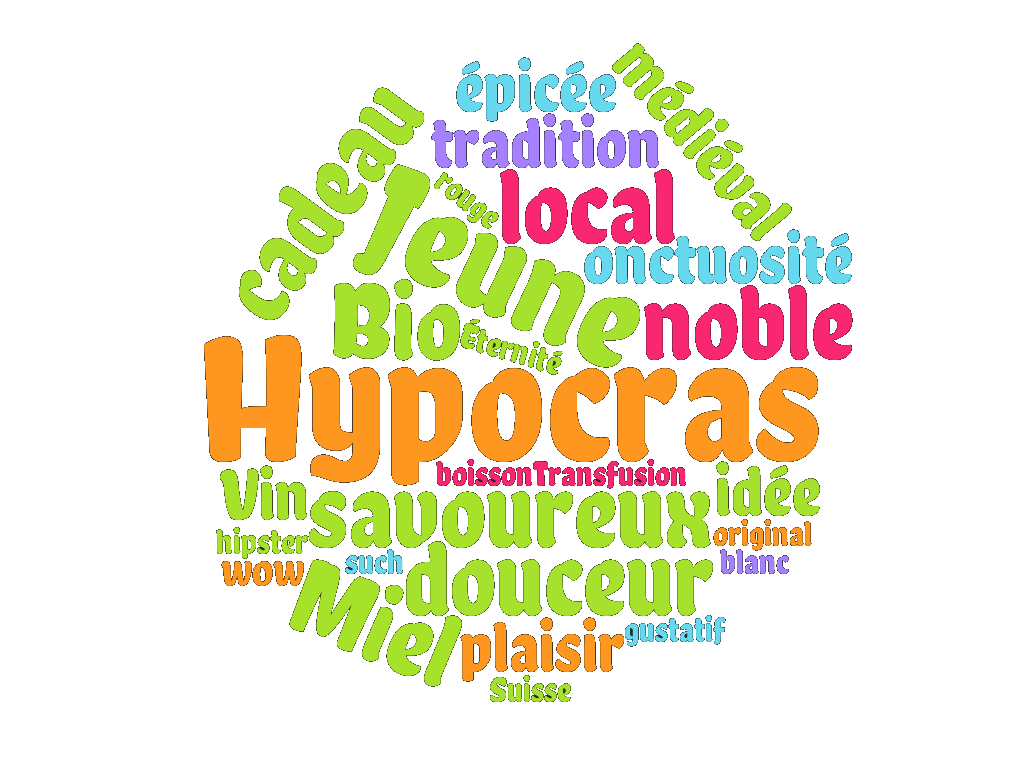 épicée
médiéval
tradition
cadeau
rouge
local
Jeune
onctuosité
Bio
noble
Éternité
Hypocras
boisson
Transfusion
Vin
savoureux
idée
hipster
original
such
blanc
wow
douceur
Miel
plaisir
gustatif
Suisse